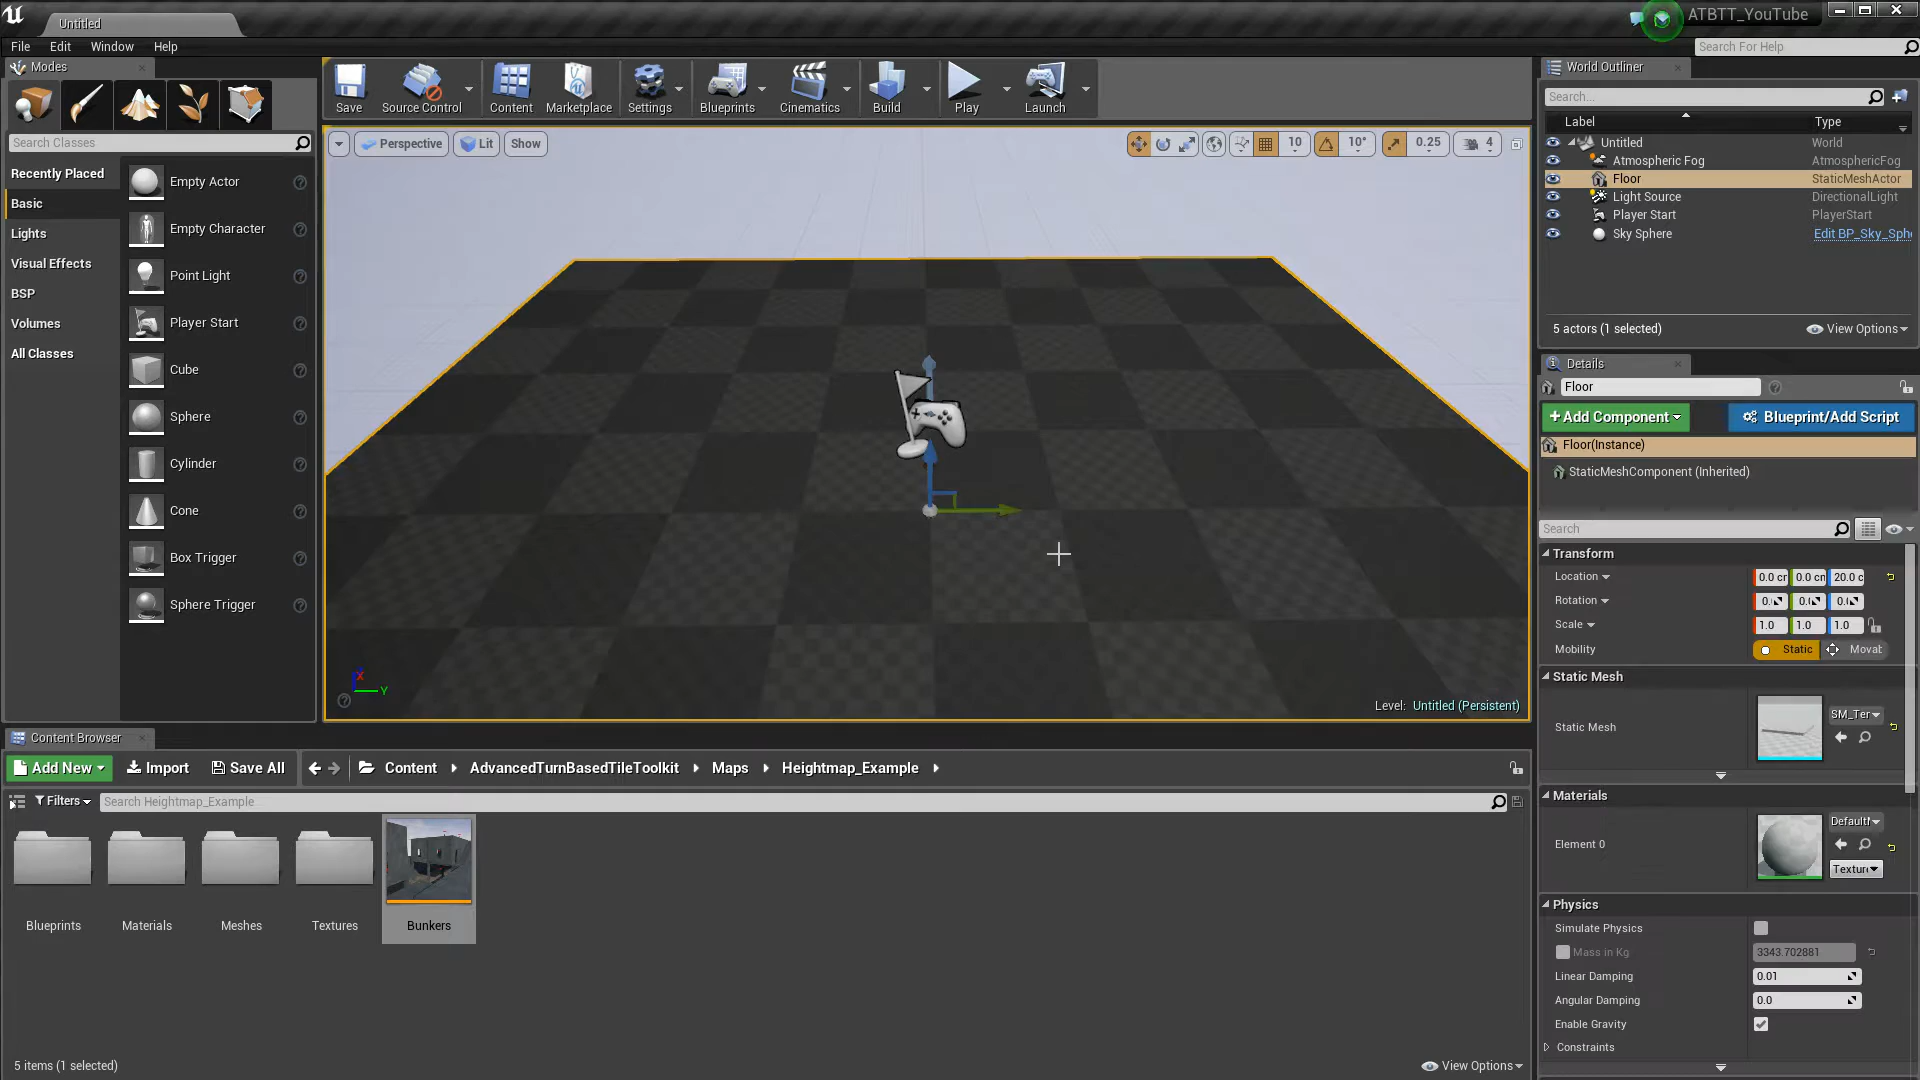 Untitled
ATBTT_YouTube
File Edit Window Help
Search For Help
Modes
Search Classes
Recently Placed
Basic
Lights
Visual Effects
BSP
Volumes
All Classes
Empty Actor
Empty Character
Point Light
Player Start
Cube
Sphere
Cylinder
Cone
Box Trigger
Sphere Trigger
Save Source Control Content Marketplace Settings Blueprints Cinematics Build Play Launch
Perspective Lit Show
10 10° 0.25 4
X
Y
Level: Untitled (Persistent)
World Outliner
Search...
Label Type
Untitled World
Atmospheric Fog AtmosphericFog
Floor StaticMeshActor
Light Source DirectionalLight
Player Start PlayerStart
Sky Sphere Edit BP_Sky_Sph
5 actors (1 selected) View Options
Details
Floor
+Add Component Blueprint/Add Script
Floor(Instance)
StaticMeshComponent (Inherited)
Search
Transform
Location 0.0 cm 0.0 cm 20.0 c
Rotation 0. 0. 0.
Scale 1.0 1.0 1.0
Mobility Static Moval
Static Mesh
Static Mesh SM_Ter
Materials
Element 0 Default
Textur
Physics
Simulate Physics
Mass in Kg 3343.702881
Linear Damping 0.01
Angular Damping 0.0
Enable Gravity
Constraints
Content Browser
Add New Import Save All Content AdvancedTurnBasedTileToolkit Maps Heightmap_Example
Filters Search Heightmap_Example
Blueprints Materials Meshes Textures Bunkers
5 items (1 selected) View Options